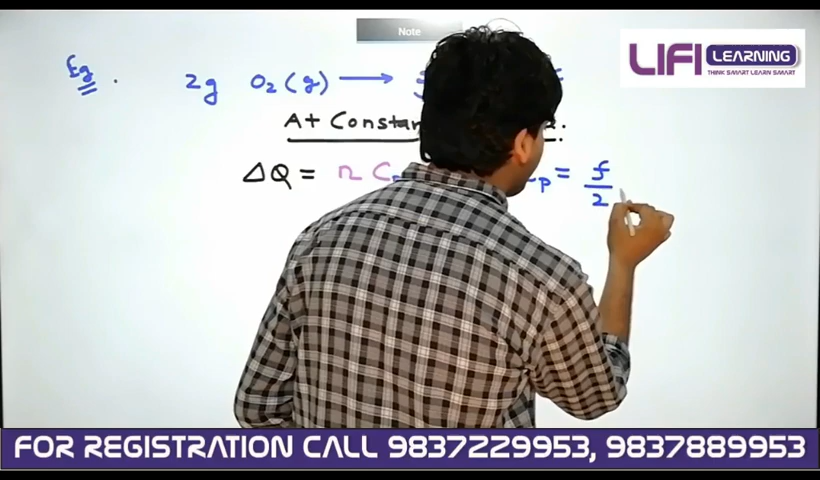 Note
LIFI LEARNING
THINK SMART LEARN SMART
Eg. 2g O₂(g) ⟶
At Constan
ΔQ = n C p = f/2
FOR REGISTRATION CALL 9837229953, 9837889953